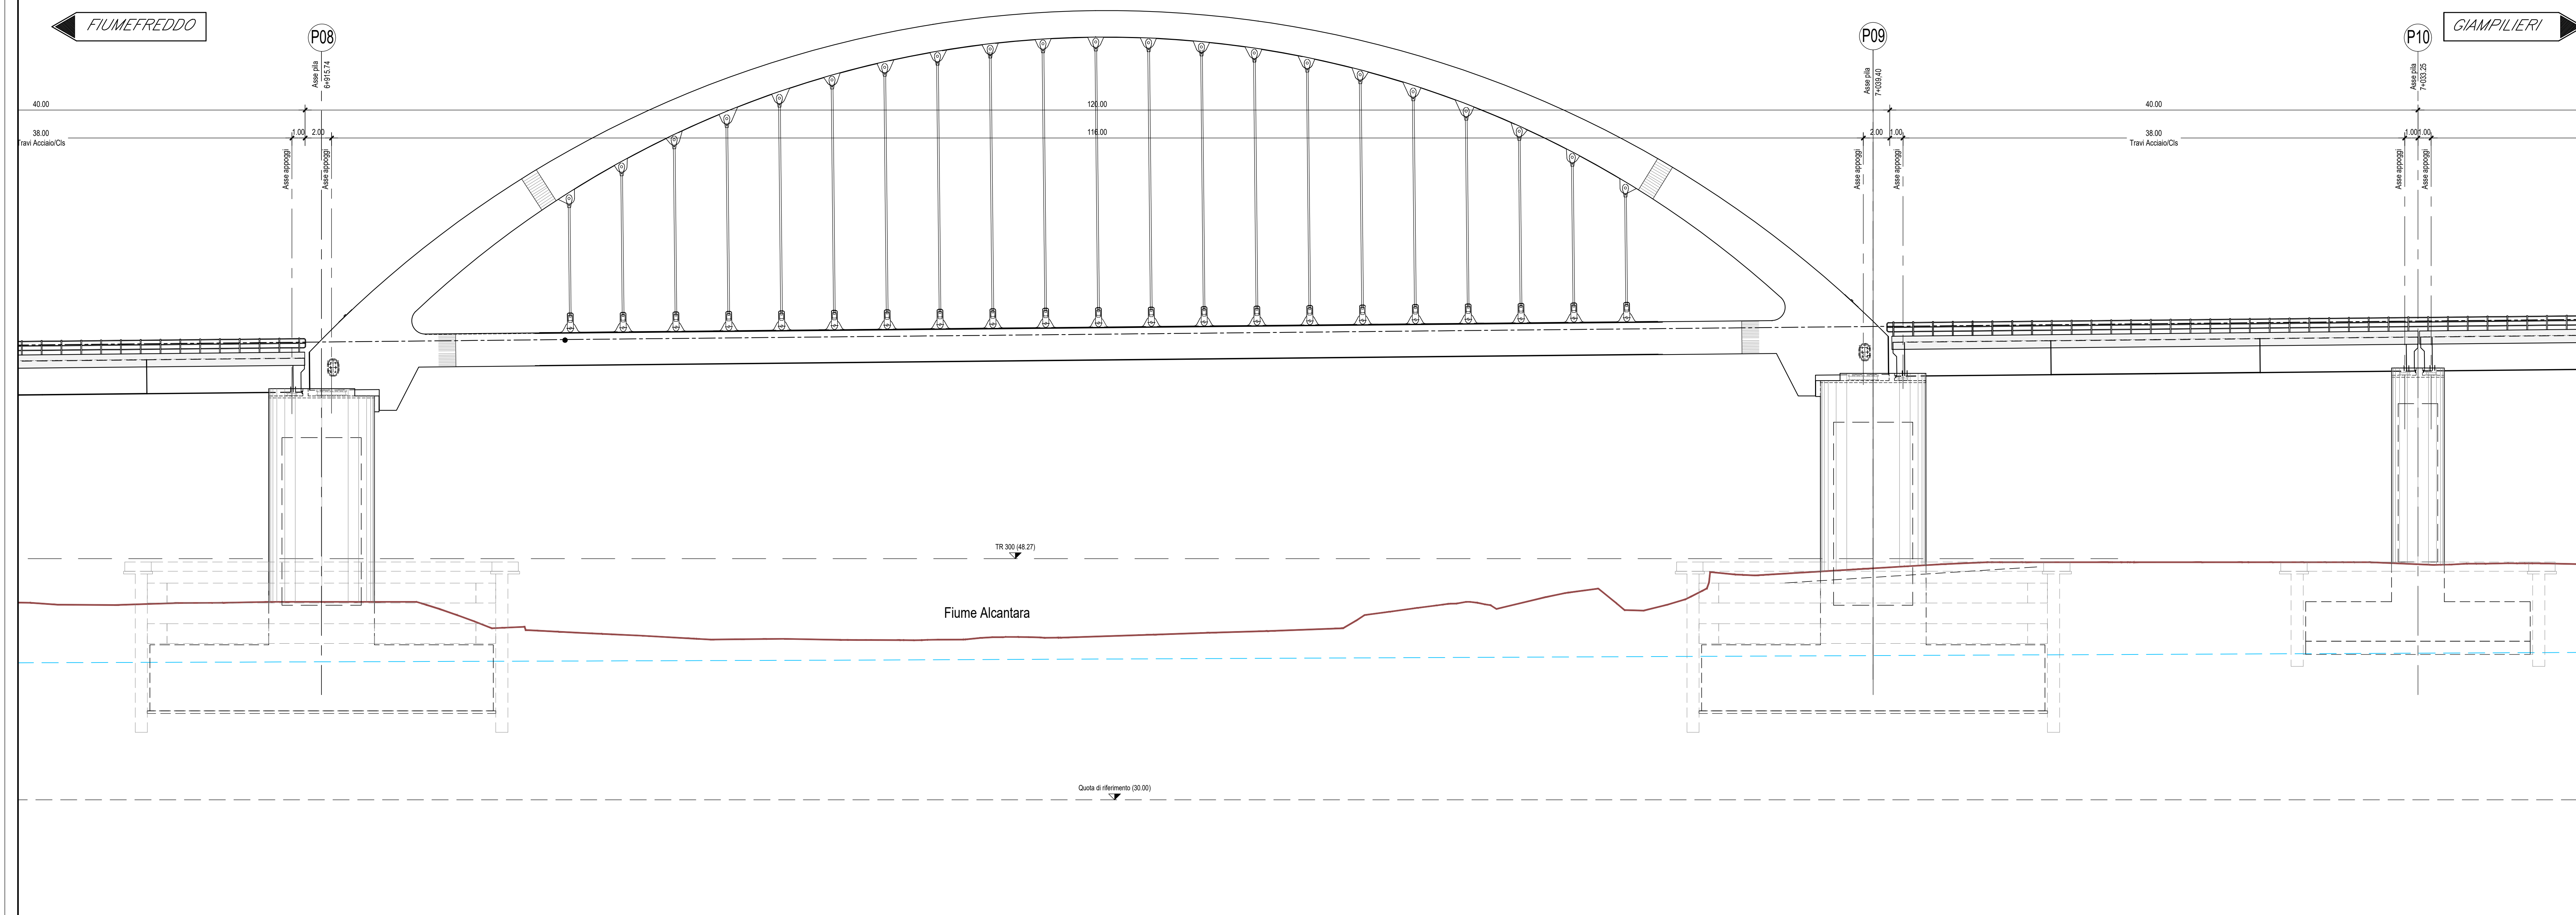 FIUMEFREDDO
P08
P09
P10
GIAMPILIERI
Asse pila
6+915.74
Asse pila
7+039.40
Asse pila
7+033.25
40.00
120.00
40.00
38.00
Travi Acciaio/Cls
1.00
2.00
116.00
2.00
1.00
38.00
Travi Acciaio/Cls
1.00
1.00
Asse appoggi
Asse appoggi
Asse appoggi
Asse appoggi
Asse appoggi
Asse appoggi
TR 300 (48.27)
Fiume Alcantara
Quota di riferimento (30.00)